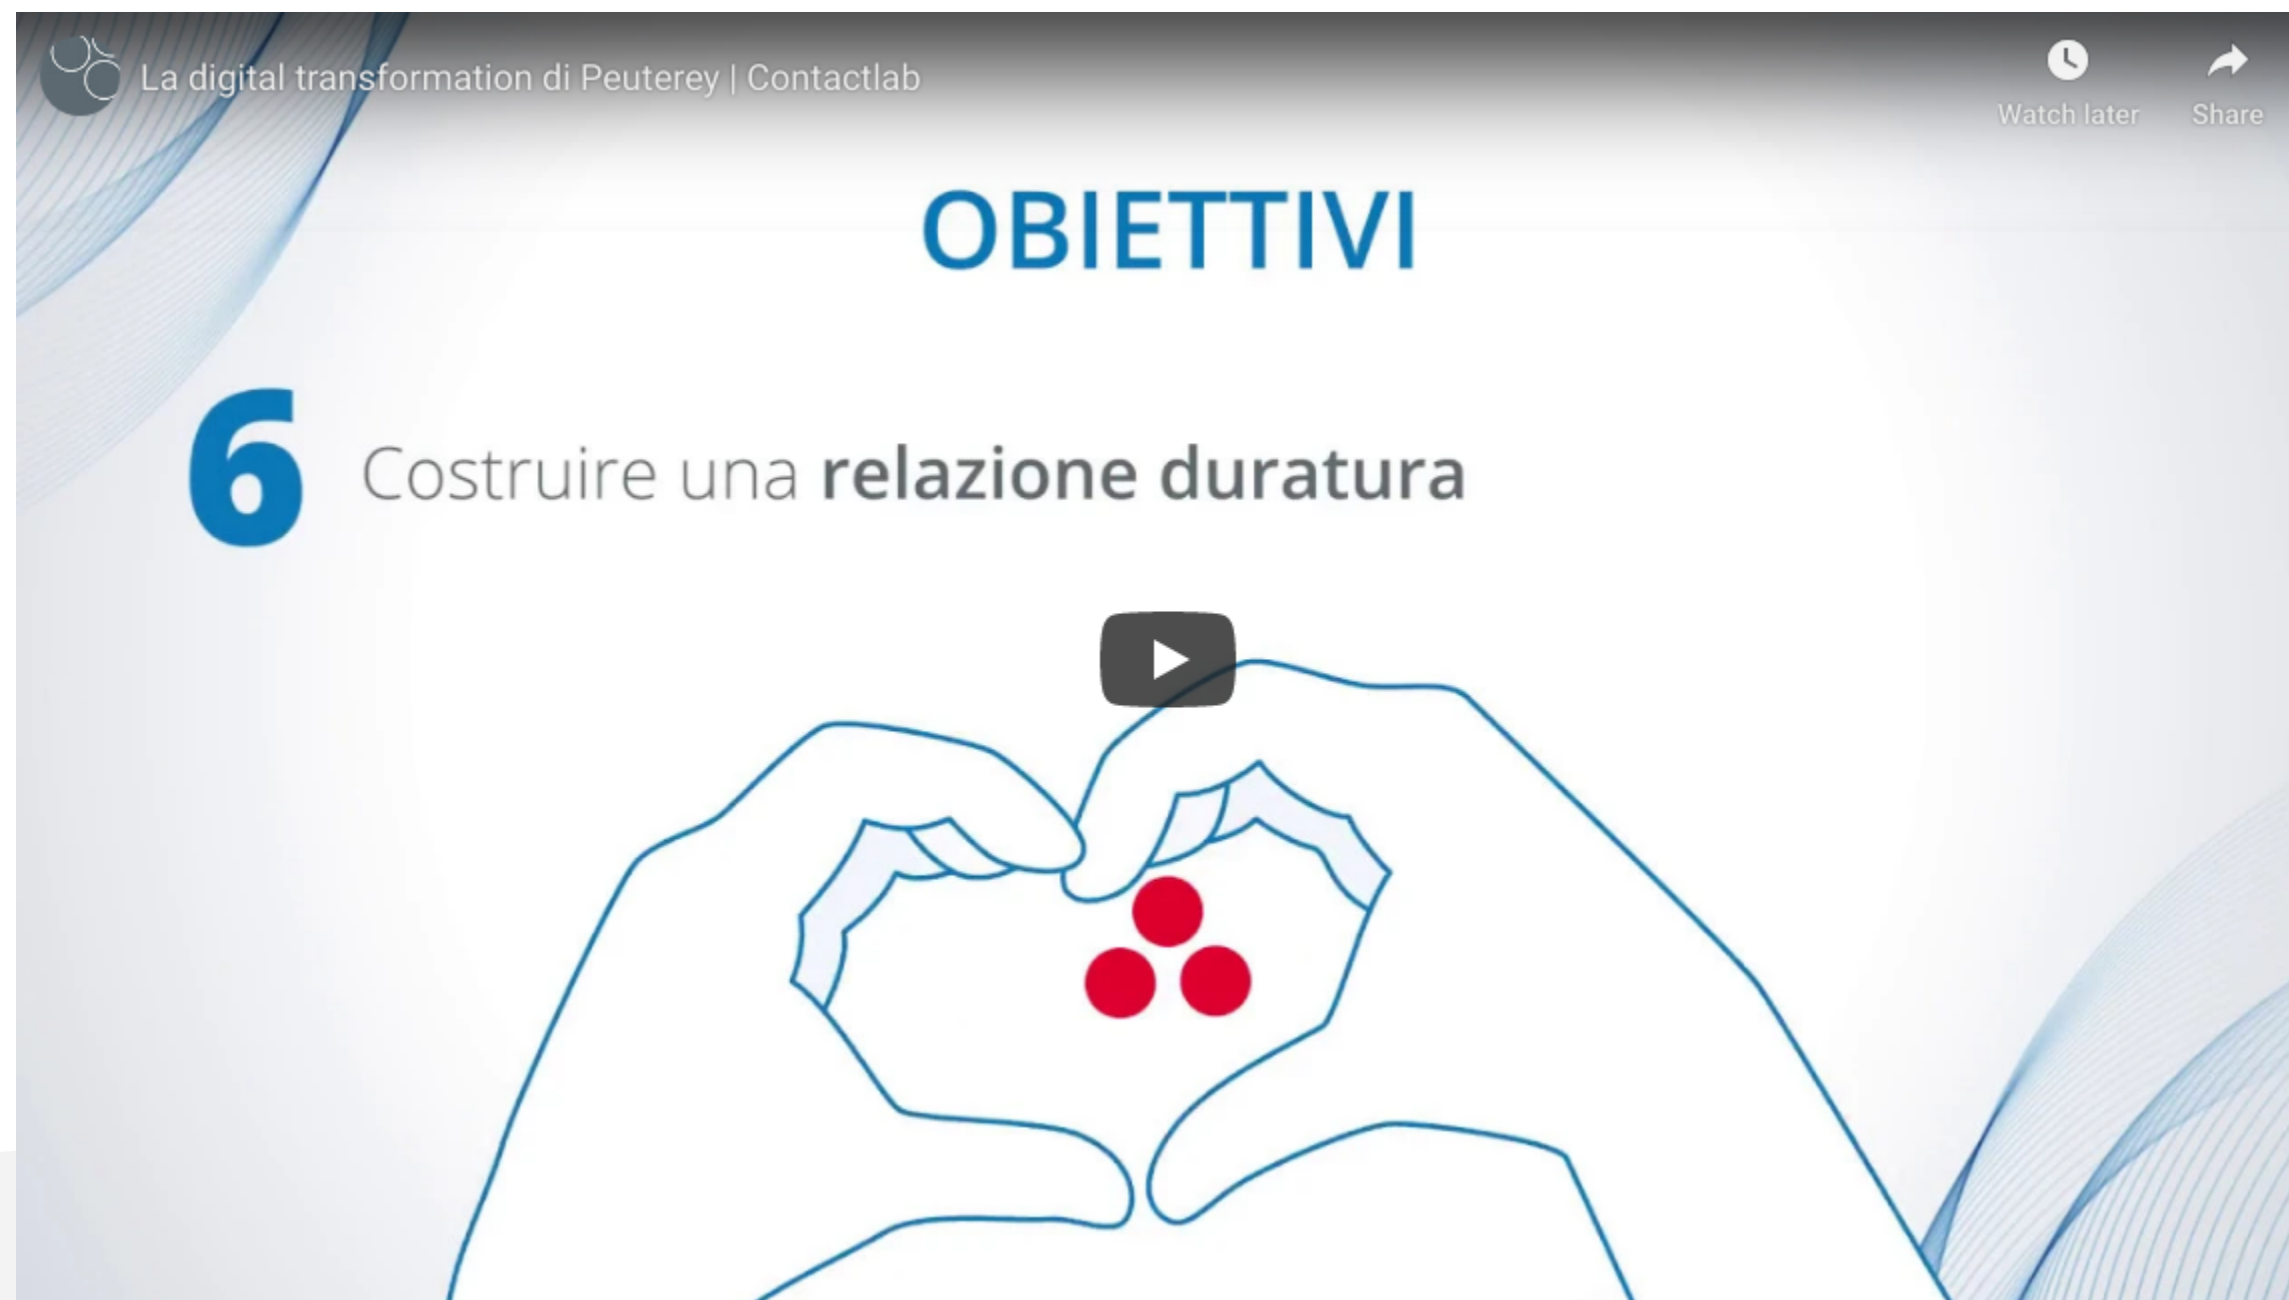 La digital transformation di Peuterey | Contactlab
Watch later
Share
OBIETTIVI
6
Costruire una relazione duratura